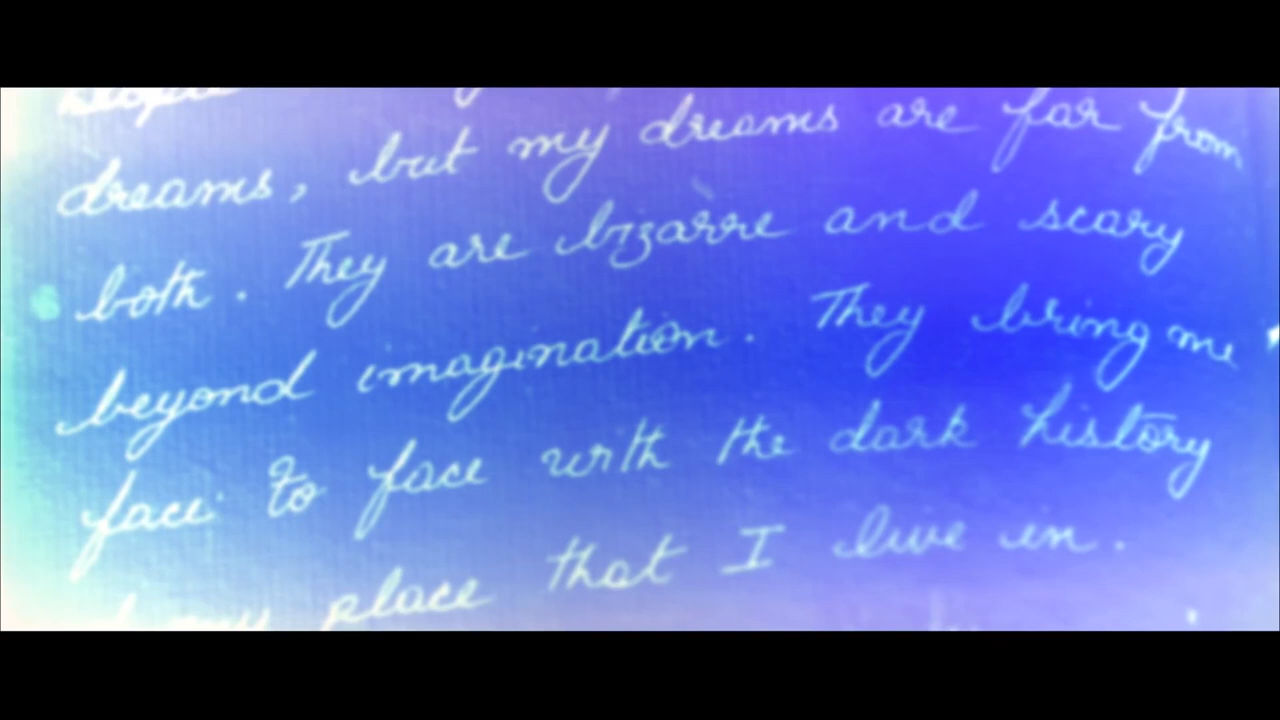 dreams, but my dreams are far from
both. They are bizarre and scary
beyond imagination. They bring me
face to face with the dark history
my place that I live in.